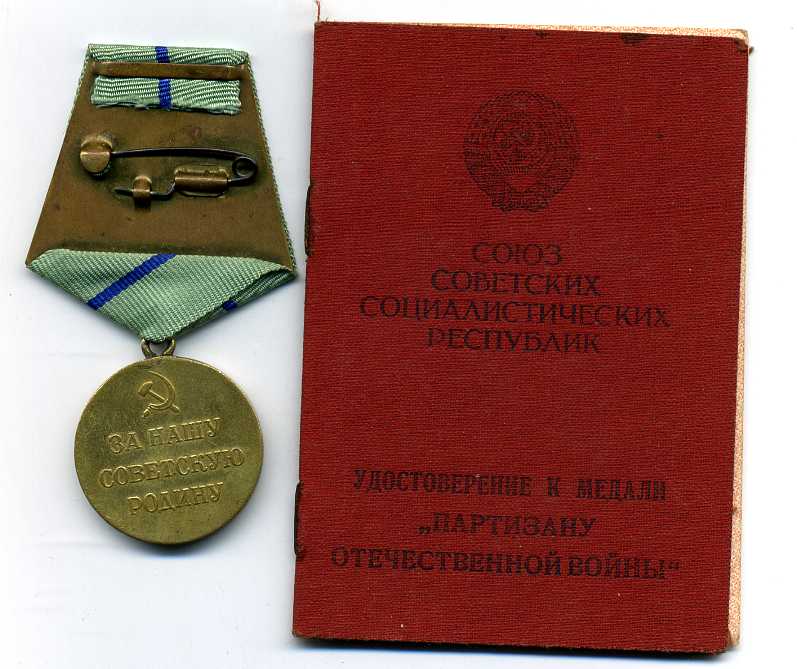 ЗА НАШУ
СОВЕТСКУЮ
РОДИНУ
СОЮЗ
СОВЕТСКИХ
СОЦИАЛИСТИЧЕСКИХ
РЕСПУБЛИК
УДОСТОВЕРЕНИЕ К МЕДАЛИ
„ПАРТИЗАНУ
ОТЕЧЕСТВЕННОЙ ВОЙНЫ“